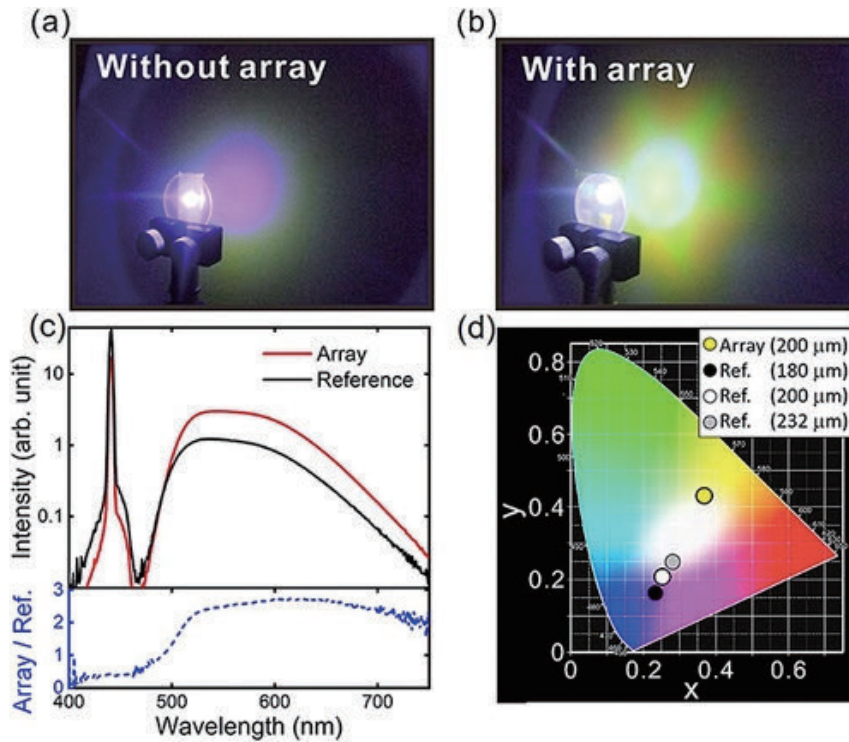 (a)
Without array
(b)
With array
(c)
Array
Reference
10
1
0.1
Intensity (arb. unit)
3
2
1
0
Array / Ref.
400 500 600 700
Wavelength (nm)
(d)
Array (200 μm)
Ref. (180 μm)
Ref. (200 μm)
Ref. (232 μm)
0.8
0.6
0.4
0.2
0
y
0 0.2 0.4 0.6
x